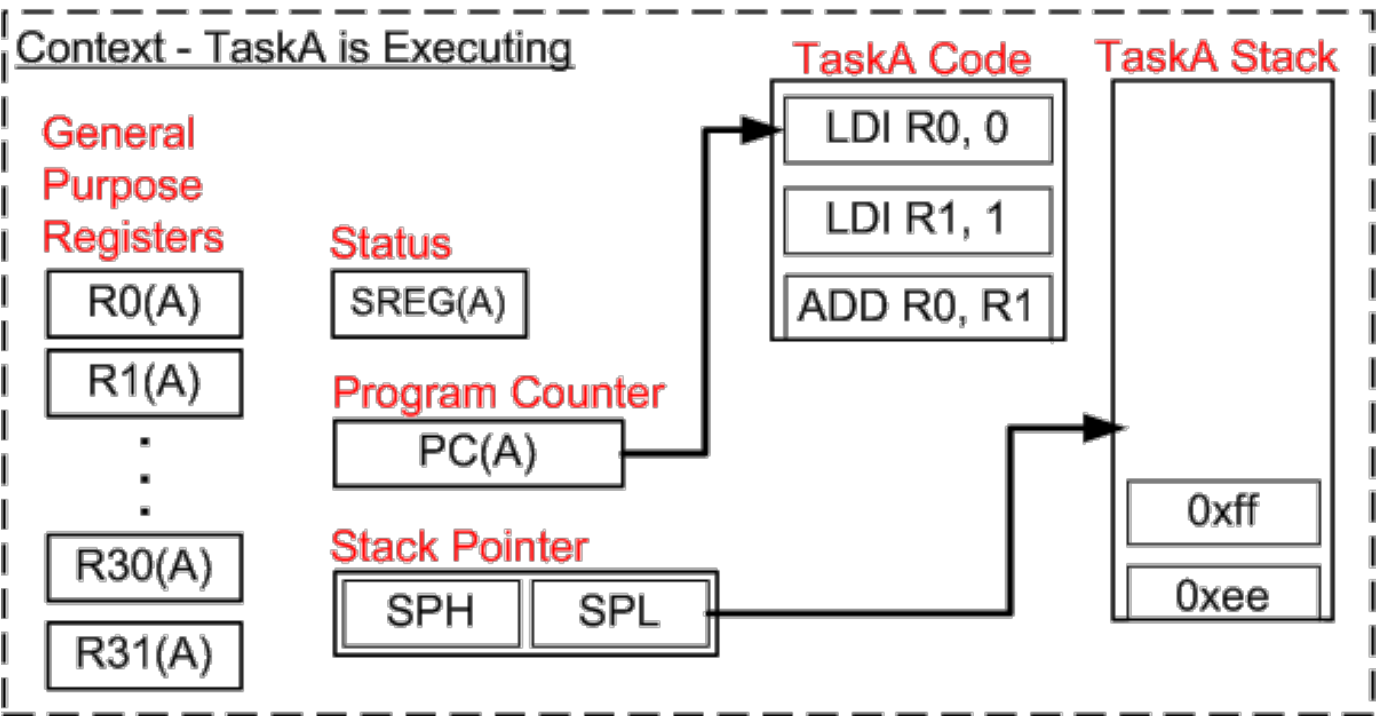 Context - TaskA is Executing
General
Purpose
Registers
R0(A)
R1(A)
R30(A)
R31(A)
Status
SREG(A)
Program Counter
PC(A)
Stack Pointer
SPH
SPL
TaskA Code
LDI R0, 0
LDI R1, 1
ADD R0, R1
TaskA Stack
0xff
0xee